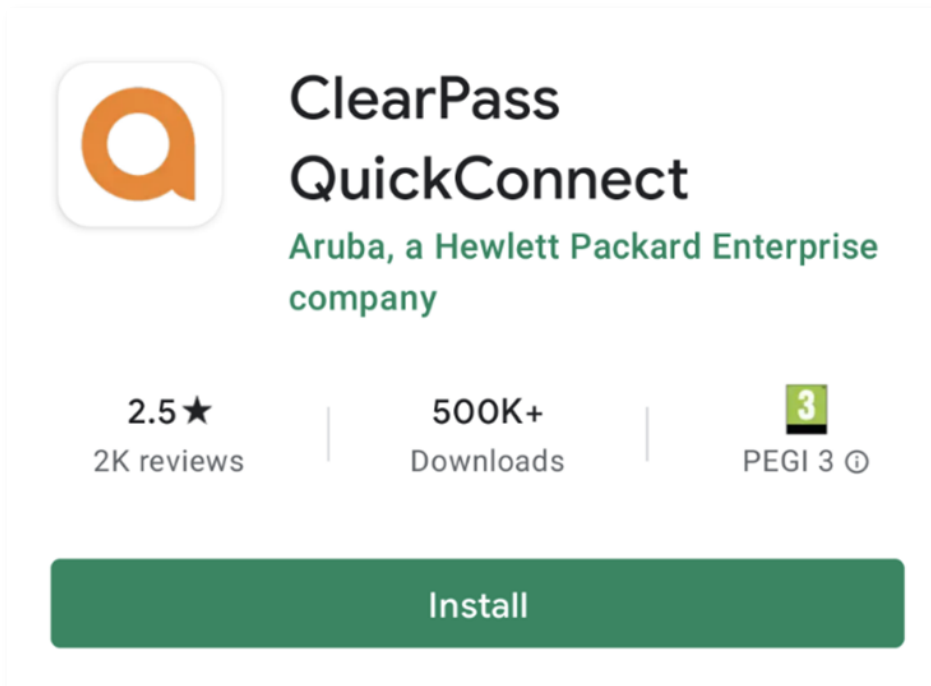 ClearPass
QuickConnect
Aruba, a Hewlett Packard Enterprise
company
2.5★
2K reviews
500K+
Downloads
3
PEGI 3 ⓘ
Install